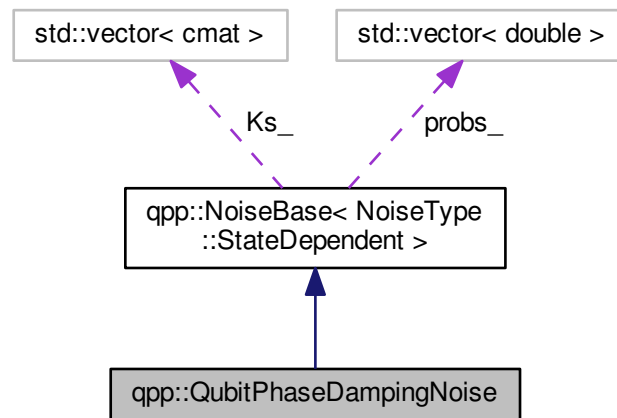 std::vector< cmat >
std::vector< double >
Ks_
probs_
qpp::NoiseBase< NoiseType
::StateDependent >
qpp::QubitPhaseDampingNoise